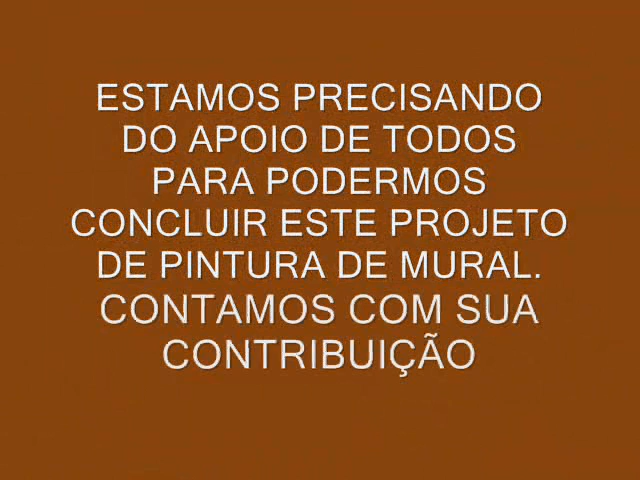 ESTAMOS PRECISANDO
DO APOIO DE TODOS
PARA PODERMOS
CONCLUIR ESTE PROJETO
DE PINTURA DE MURAL.
CONTAMOS COM SUA
CONTRIBUIÇÃO